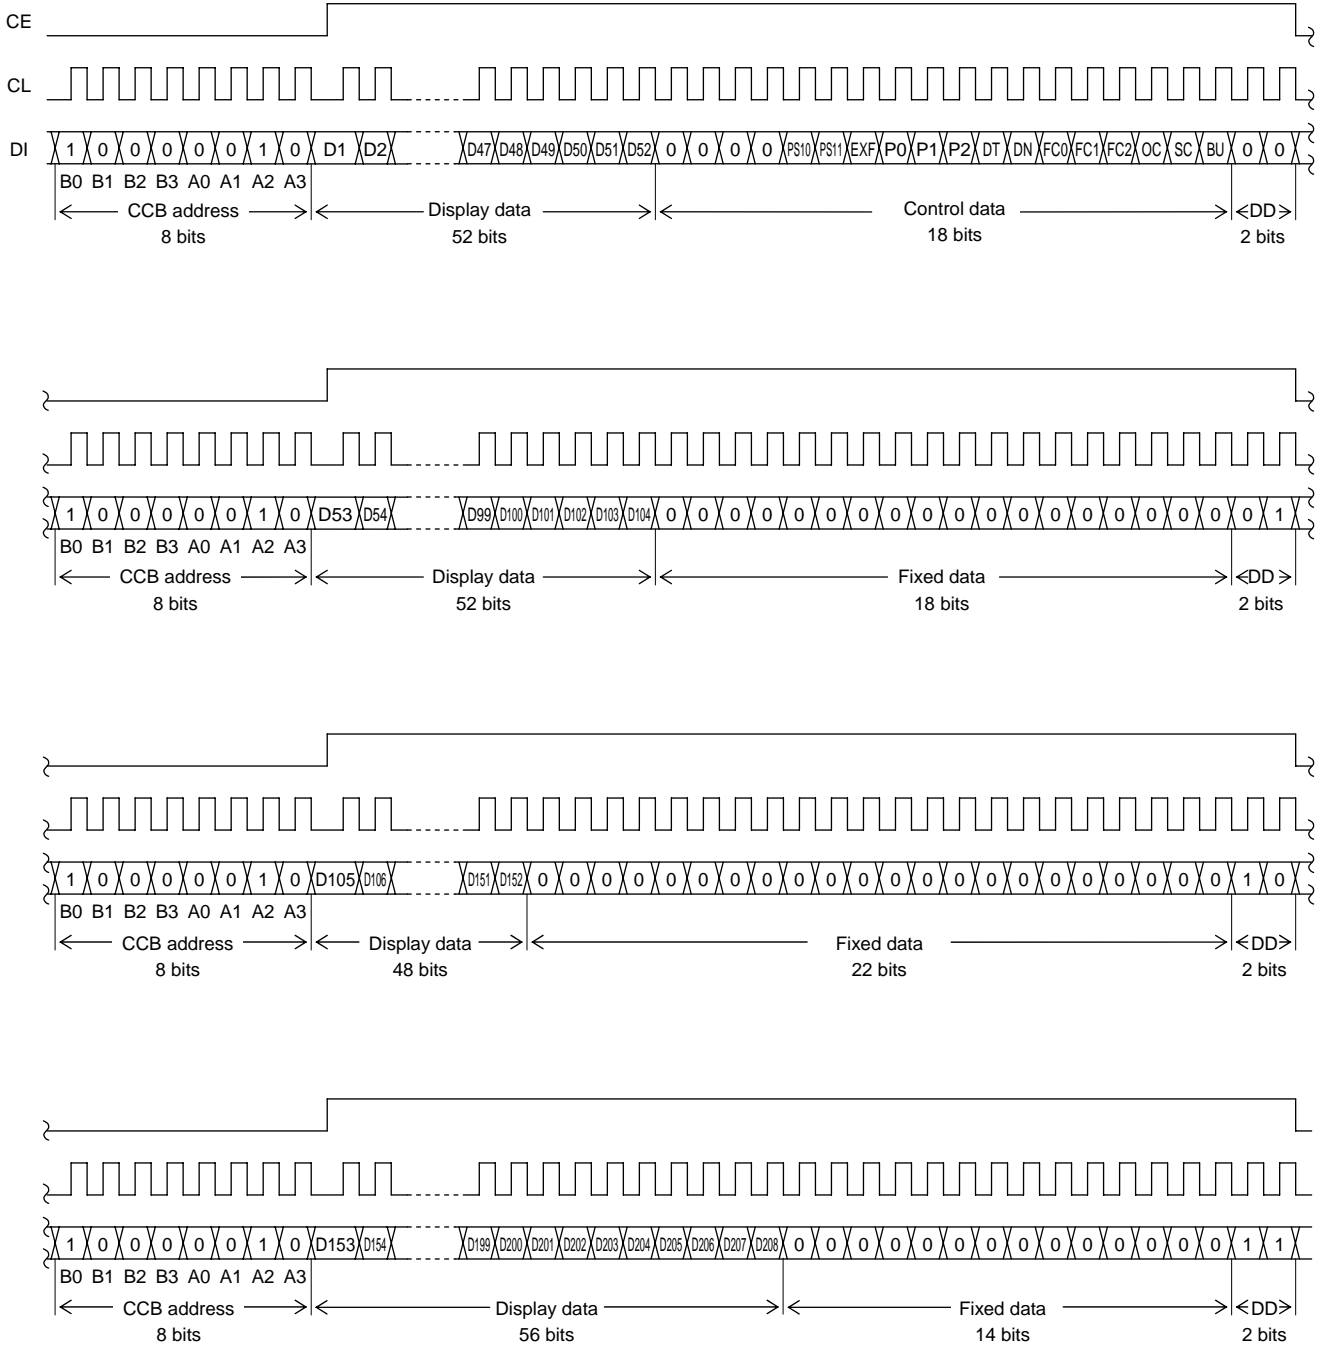 CE
CL
DI 1 0 0 0 0 0 1 0 D1 D2 D47 D48 D49 D50 D51 D52 0 0 0 0 PS10 PS11 EXF P0 P1 P2 DT DN FC0 FC1 FC2 OC SC BU 0 0
B0 B1 B2 B3 A0 A1 A2 A3
CCB address Display data Control data DD
8 bits 52 bits 18 bits 2 bits
1 0 0 0 0 0 1 0 D53 D54 D99 D100 D101 D102 D103 D104 0 0 0 0 0 0 0 0 0 0 0 0 0 0 0 0 0 0 0 1
B0 B1 B2 B3 A0 A1 A2 A3
CCB address Display data Fixed data DD
8 bits 52 bits 18 bits 2 bits
1 0 0 0 0 0 1 0 D105 D106 D151 D152 0 0 0 0 0 0 0 0 0 0 0 0 0 0 0 0 0 0 0 0 0 0 1 0
B0 B1 B2 B3 A0 A1 A2 A3
CCB address Display data Fixed data DD
8 bits 48 bits 22 bits 2 bits
1 0 0 0 0 0 1 0 D153 D154 D199 D200 D201 D202 D203 D204 D205 D206 D207 D208 0 0 0 0 0 0 0 0 0 0 0 0 0 0 1 1
B0 B1 B2 B3 A0 A1 A2 A3
CCB address Display data Fixed data DD
8 bits 56 bits 14 bits 2 bits